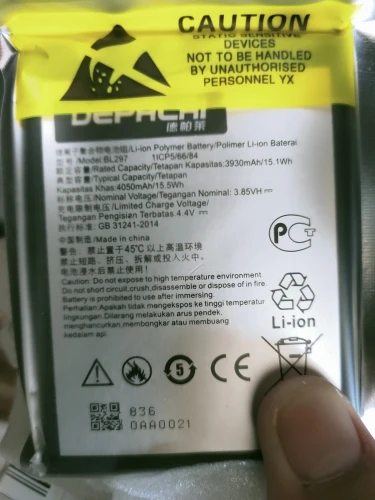 CAUTION
STATIC SENSITIVE
DEVICES
NOT TO BE HANDLED
BY UNAUTHORISED
PERSONNEL YX
DEPACAI
德帕莱
锂离子聚合物电池组/Li-ion Polymer Battery/Polimer Li-ion Baterai
型号/Model:BL297 1ICP5/66/84
额定容量/Rated Capacity/Tetapan Kapasitas:3930mAh/15.1Wh
典型容量/Typical Capacity/Tetapan
Kapasitas Khas:4050mAh/15.5Wh
标称电压/Nominal Voltage/Tegangan Nominal: 3.85V
充电限制电压/Limited Charge Voltage/
Tegangan Pengisian Terbatas:4.4V
执行标准: GB 31241-2014
中国制造/Made in china
警告: 禁止置于45℃以上高温环境
禁止短路、挤压、拆解或投入火中。
电池浸水后禁止使用!
Caution: Do not expose to high temperature environment.
Do not short circuit,crush,disassemble or dispose of in fire
Battery is prohibited to use after immersing.
Perhatian:Tidak boleh mengekspos ke tinggi temperatur
lingkungan.Dilarang melakukan arus pendek.
menghancurkan,membongkar atau membuang
kedalam api.
PCT
Li-ion
5
CE
836
0AA0021